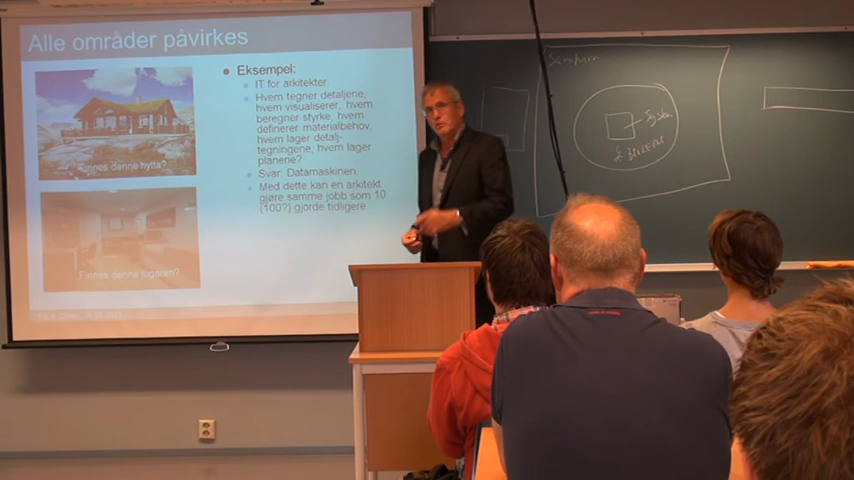 Alle områder påvirkes
Eksempel:
IT for arkitekter.
Hvem tegner detaljene,
hvem visualiserer, hvem
beregner styrke, hvem
definerer materialbehov,
hvem lager detalj-
tegningene, hvem lager
planene?
Svar: Datamaskinen.
Med dette kan en arkitekt
gjøre samme jobb som 10
(100?) gjorde tidligere
Finnes denne hytta?
Finnes denne lugaren?